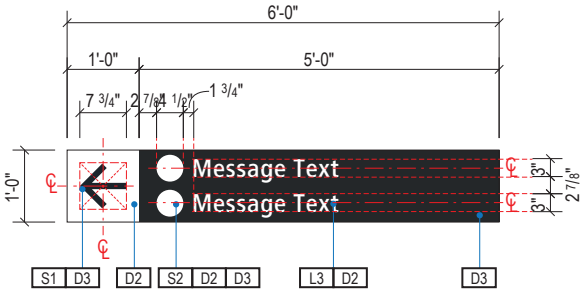 6'-0"
1'-0" 5'-0"
7 3/4" 2 7/8" 4 1/2" 1 3/4"
1'-0" ℄ Message Text ℄ 3"
Message Text ℄ 3" 2 7/8"
℄
S1 D3 D2 S2 D2 D3 L3 D2 D3